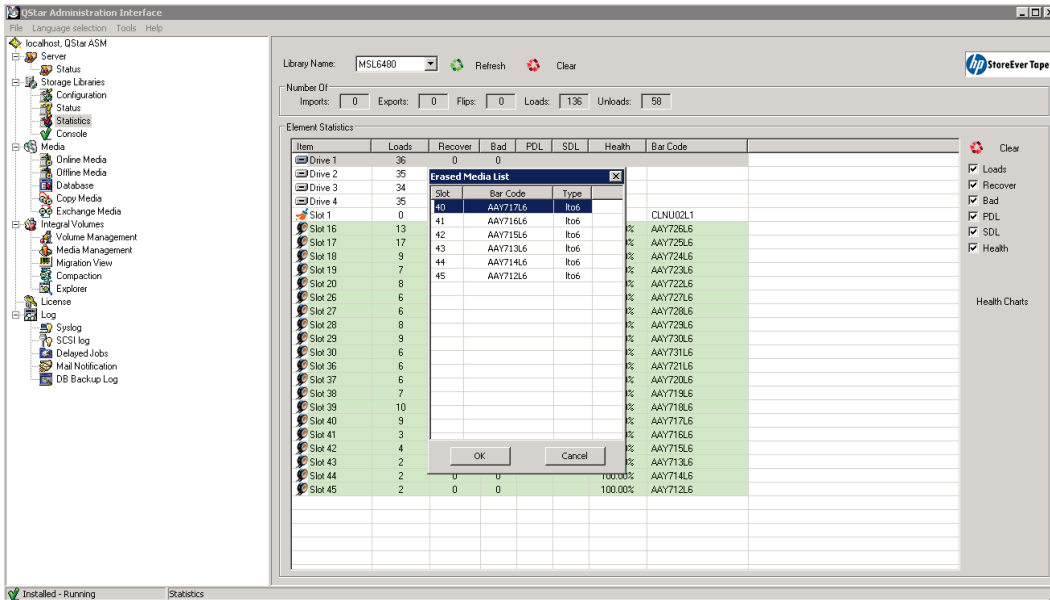 QStar Administration Interface
File Language selection Tools Help
localhost, QStar ASM
Server
Status
Storage Libraries
Configuration
Status
Statistics
Console
Media
Online Media
Offline Media
Database
Copy Media
Exchange Media
Integral Volumes
Volume Management
Media Management
Migration View
Compaction
Explorer
License
Log
Syslog
SCSI log
Delayed Jobs
Mail Notification
DB Backup Log
Library Name: MSL6480 Refresh Clear
hp StoreEver Tape
Number Of
Imports: 0 Exports: 0 Flips: 0 Loads: 136 Unloads: 58
Element Statistics
Item Loads Recover Bad PDL SDL Health Bar Code
Drive 1 36 0 0
Drive 2 35
Drive 3 34
Drive 4 35
Slot 1 0 CLNU02L1
Slot 16 13 % AAY726L6
Slot 17 17 % AAY725L6
Slot 18 9 % AAY724L6
Slot 19 7 % AAY723L6
Slot 20 8 % AAY722L6
Slot 26 6 % AAY727L6
Slot 27 6 % AAY728L6
Slot 28 8 % AAY729L6
Slot 29 9 % AAY730L6
Slot 30 6 % AAY731L6
Slot 36 6 % AAY721L6
Slot 37 6 % AAY720L6
Slot 38 7 % AAY719L6
Slot 39 10 % AAY718L6
Slot 40 9 % AAY717L6
Slot 41 3 % AAY716L6
Slot 42 4 % AAY715L6
Slot 43 2 % AAY713L6
Slot 44 2 0 0 100.00% AAY714L6
Slot 45 2 0 0 100.00% AAY712L6
Erased Media List
Slot Bar Code Type
40 AAY717L6 lto6
41 AAY716L6 lto6
42 AAY715L6 lto6
43 AAY713L6 lto6
44 AAY714L6 lto6
45 AAY712L6 lto6
OK Cancel
Clear
Loads
Recover
Bad
PDL
SDL
Health
Health Charts
Installed - Running Statistics